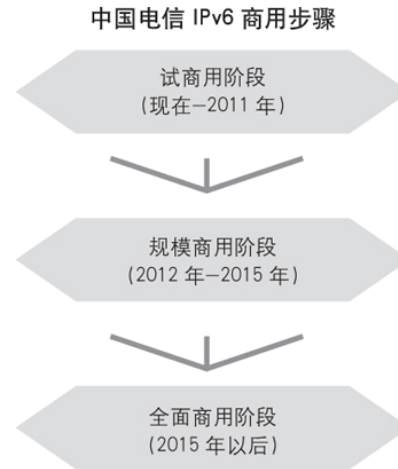 中国电信 IPv6 商用步骤
试商用阶段
(现在-2011 年)
规模商用阶段
(2012 年-2015 年)
全面商用阶段
(2015 年以后)